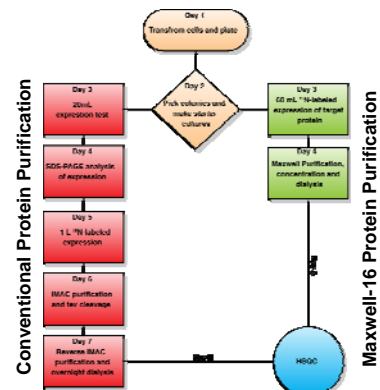 Day 1
Transfrom cells and plate
Day 2
Pick colonies and
make starter
cultures
Conventional Protein Purification
Day 3
20mL
expression test
Day 4
SDS-PAGE analysis
of expression
Day 5
1 L ¹⁵N-labeled
expression
Day 6
IMAC purification
and tev cleavage
Day 7
Reverse IMAC
purification and
overnight dialysis
Day 3
60 mL ¹⁵N-labeled
expression of target
protein
Day 4
Maxwell Purification,
concentration and
dialysis
HSQC
Maxwell-16 Protein Purification